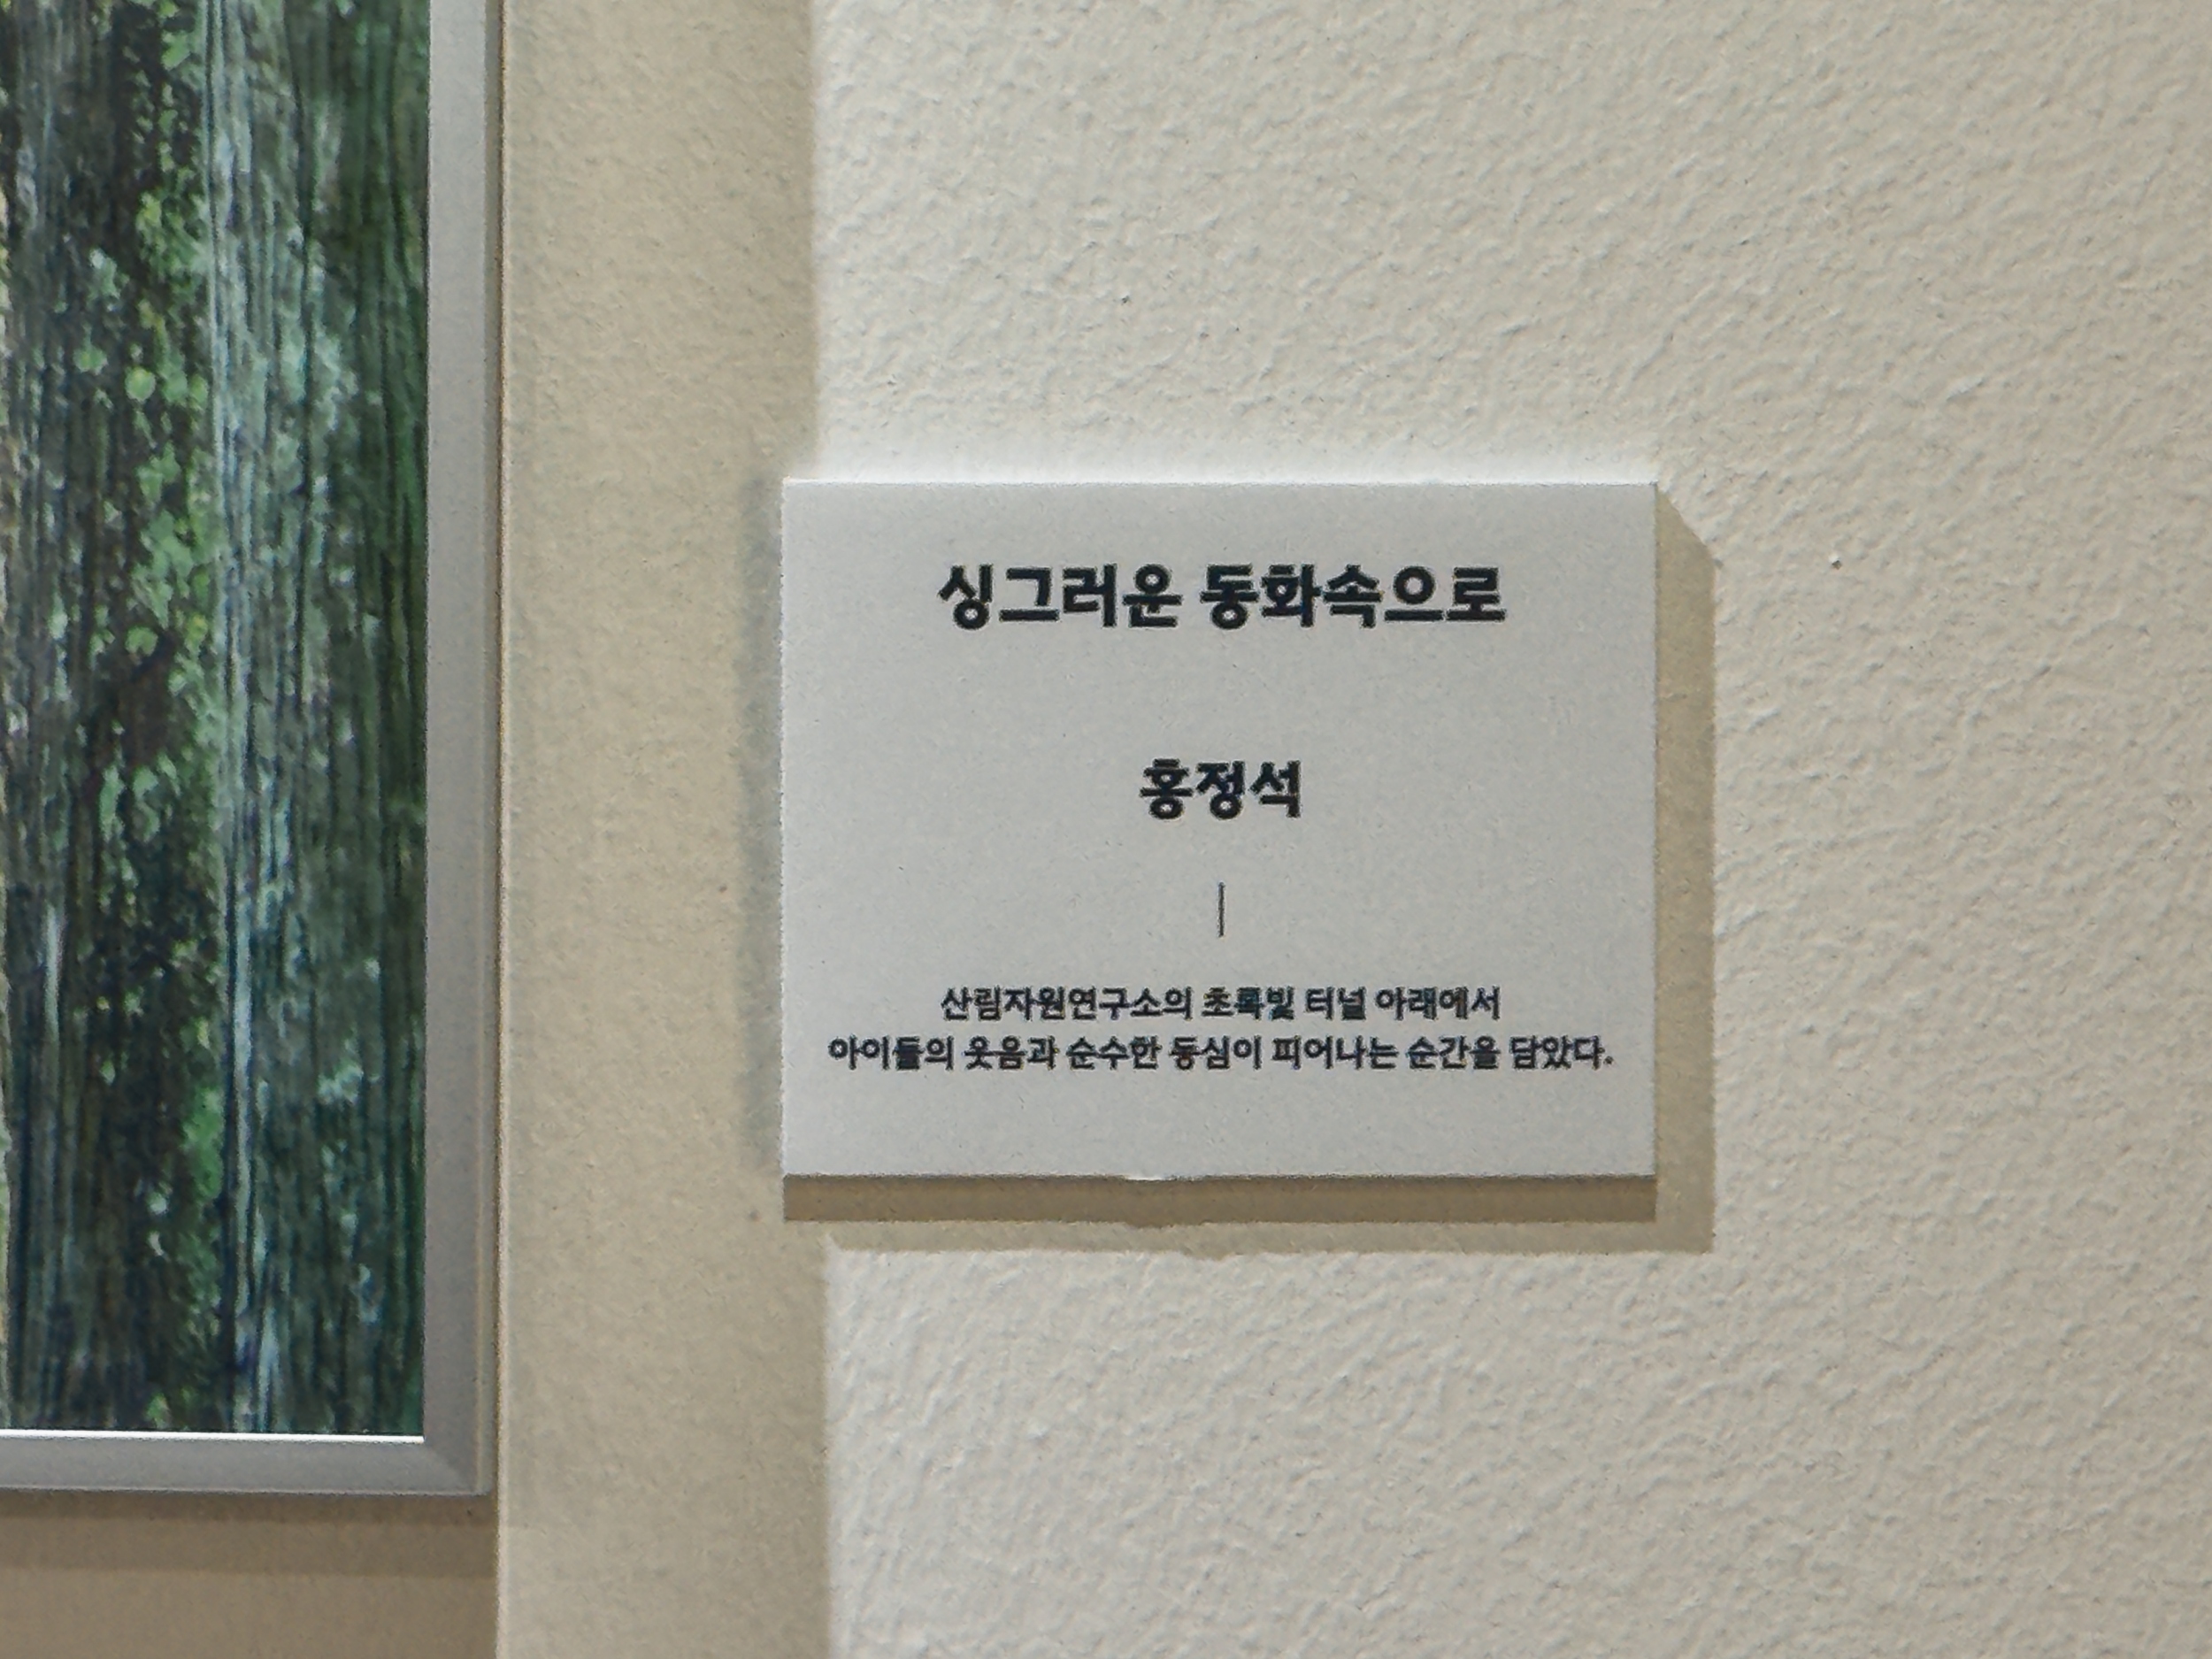 싱그러운 동화속으로
홍정석
산림자원연구소의 초록빛 터널 아래에서
아이들의 웃음과 순수한 동심이 피어나는 순간을 담았다.